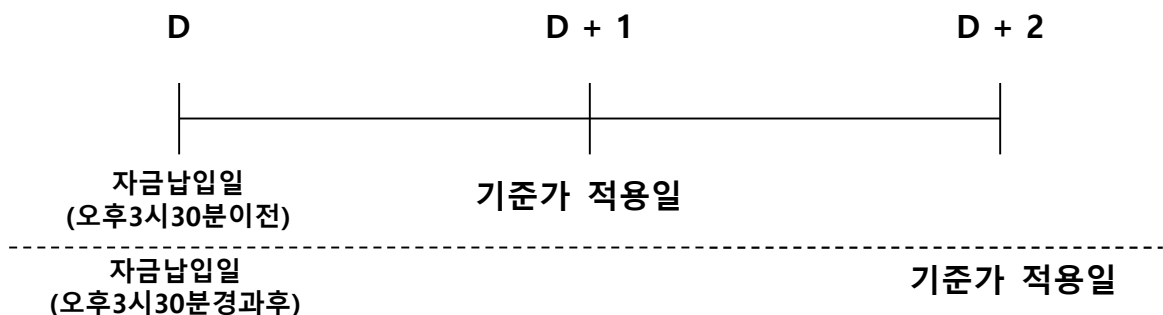 D D + 1 D + 2
자금납입일
(오후3시30분이전)
기준가 적용일
자금납입일
(오후3시30분경과후)
기준가 적용일